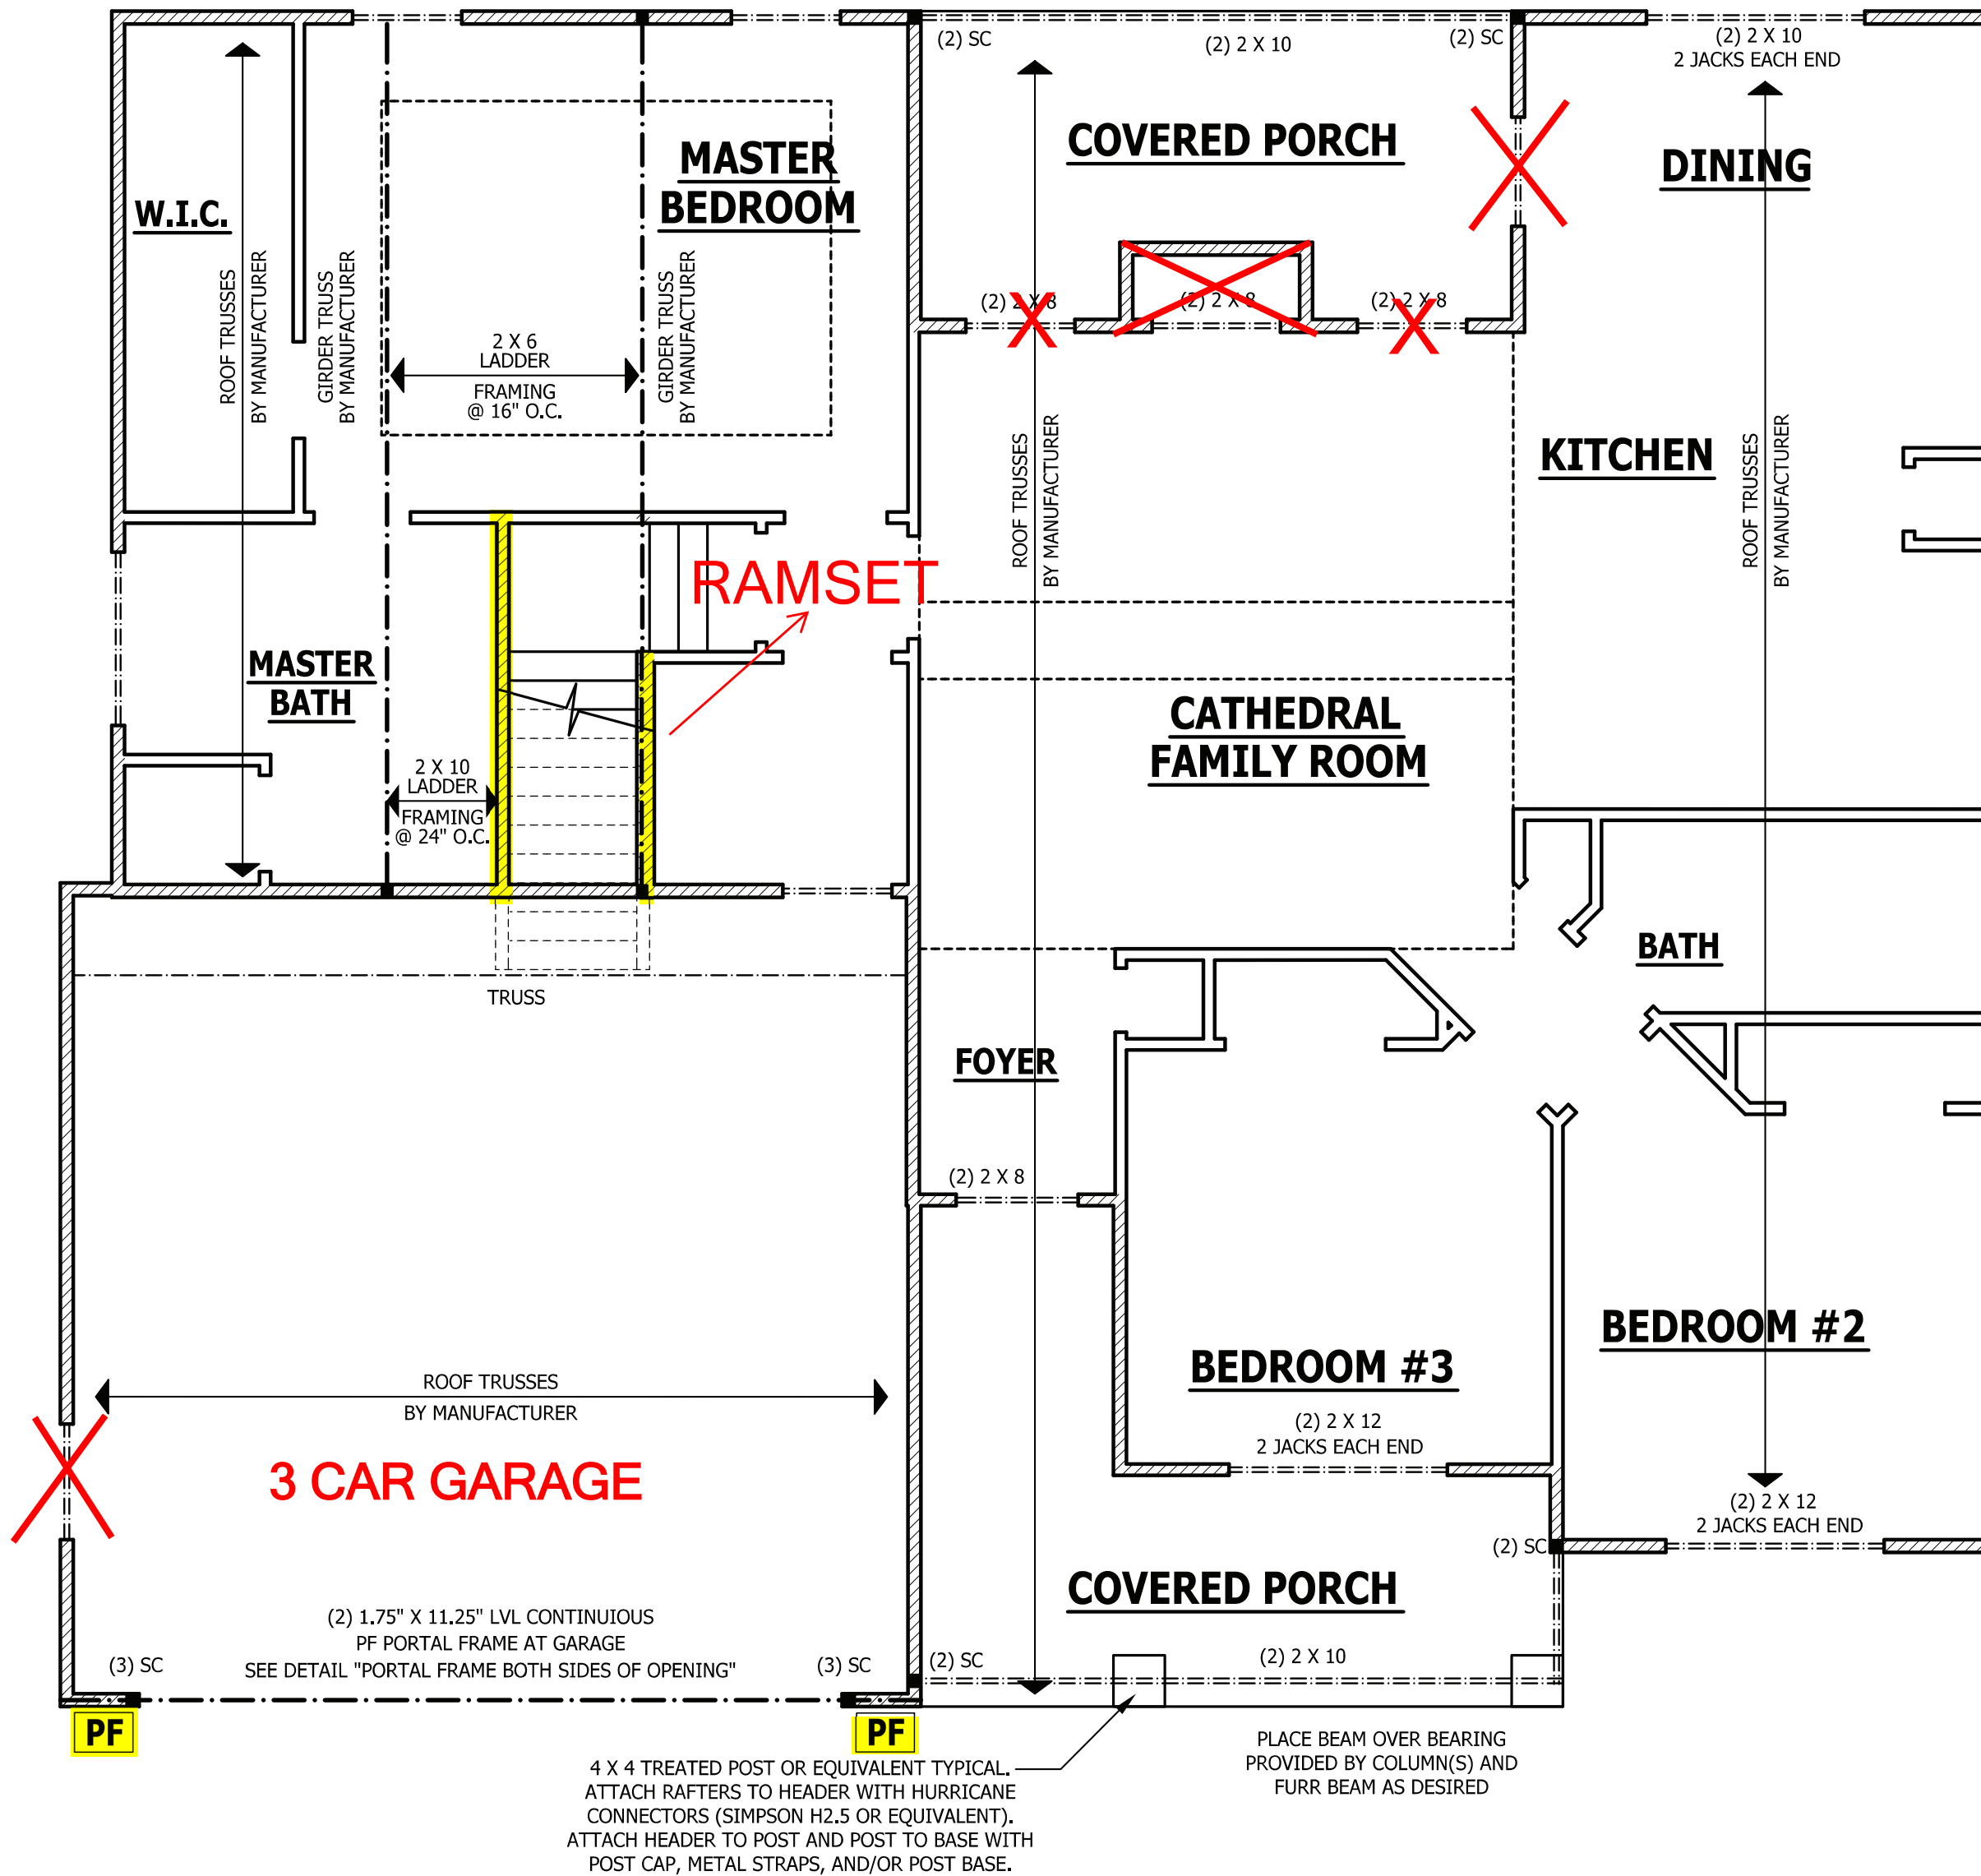 (2) SC
(2) 2 X 10
(2) SC
(2) 2 X 10
2 JACKS EACH END
COVERED PORCH
MASTER
BEDROOM
DINING
W.I.C.
ROOF TRUSSES
BY MANUFACTURER
GIRDER TRUSS
BY MANUFACTURER
GIRDER TRUSS
BY MANUFACTURER
(2) 2 X 8
(2) 2 X 8
(2) 2 X 8
2 X 6
LADDER
FRAMING
@ 16" O.C.
ROOF TRUSSES
BY MANUFACTURER
KITCHEN
ROOF TRUSSES
BY MANUFACTURER
RAMSET
MASTER
BATH
CATHEDRAL
FAMILY ROOM
2 X 10
LADDER
FRAMING
@ 24" O.C.
BATH
TRUSS
FOYER
(2) 2 X 8
BEDROOM #2
BEDROOM #3
ROOF TRUSSES
BY MANUFACTURER
(2) 2 X 12
2 JACKS EACH END
3 CAR GARAGE
(2) 2 X 12
2 JACKS EACH END
(2) SC
COVERED PORCH
(2) 1.75" X 11.25" LVL CONTINUIOUS
PF PORTAL FRAME AT GARAGE
SEE DETAIL "PORTAL FRAME BOTH SIDES OF OPENING"
(3) SC
(3) SC
(2) SC
(2) 2 X 10
PF
PF
PLACE BEAM OVER BEARING
PROVIDED BY COLUMN(S) AND
FURR BEAM AS DESIRED
4 X 4 TREATED POST OR EQUIVALENT TYPICAL.
ATTACH RAFTERS TO HEADER WITH HURRICANE
CONNECTORS (SIMPSON H2.5 OR EQUIVALENT).
ATTACH HEADER TO POST AND POST TO BASE WITH
POST CAP, METAL STRAPS, AND/OR POST BASE.